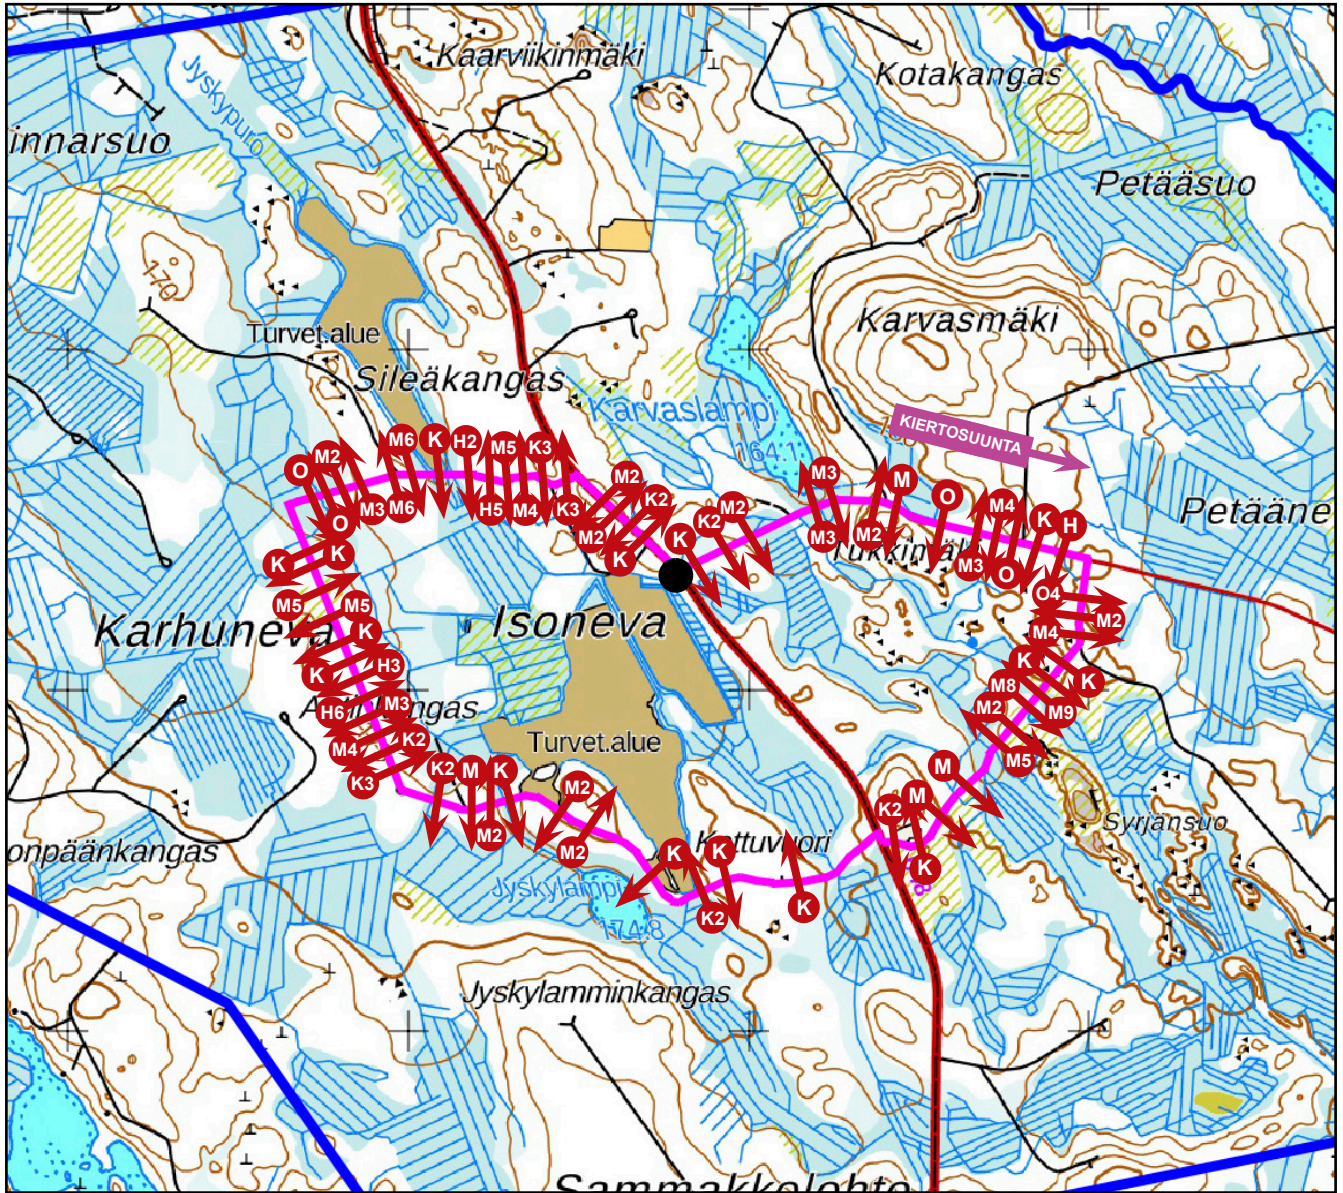 Kaarviikinmäki
Kotakangas
Jyskypuro
innarsuo
Petääsuo
170
Karvasmäki
Turvet.alue
Sileäkangas
Karvaslampi
164.1
KIERTOSUUNTA
M6 K H2 M5 K3
O M2 M2 M3 M
O M4 K H
K2 K2 M2
Petääne
M3 M6 H5 M4 K3
O M2 K K M3 M2
Tukkimäki
M3 O
K K O4
M5 M5 M4 M2
Karhuneva
Isoneva
K
K H3 K K
M8
H6 M3 M2 M9
M4 K2 M5
Turvet.alue
K3 K2 M K M2 M
K2 M
M2 M2
Syrjänsuo
Kettuvuori
onpäänkangas
K K K
Jyskylampi
174.8
K2 K
Jyskylamminkangas
Sammakkolehto